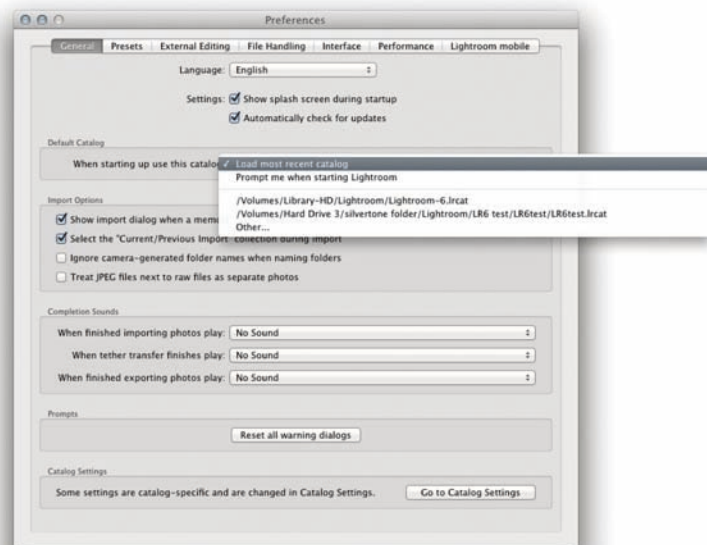 Preferences
General Presets External Editing File Handling Interface Performance Lightroom mobile
Language: English
Settings: Show splash screen during startup
Automatically check for updates
Default Catalog
When starting up use this catalog
✓ Load most recent catalog
Prompt me when starting Lightroom
/Volumes/Library-HD/Lightroom/Lightroom-6.lrcat
/Volumes/Hard Drive 3/silvertone folder/Lightroom/LR6 test/LR6test/LR6test.lrcat
Other...
Import Options
Show import dialog when a
Select the "Current/Previous Import" collection during import
Ignore camera-generated folder names when naming folders
Treat JPEG files next to raw files as separate photos
Completion Sounds
When finished importing photos play: No Sound
When tether transfer finishes play: No Sound
When finished exporting photos play: No Sound
Prompts
Reset all warning dialogs
Catalog Settings
Some settings are catalog-specific and are changed in Catalog Settings. Go to Catalog Settings